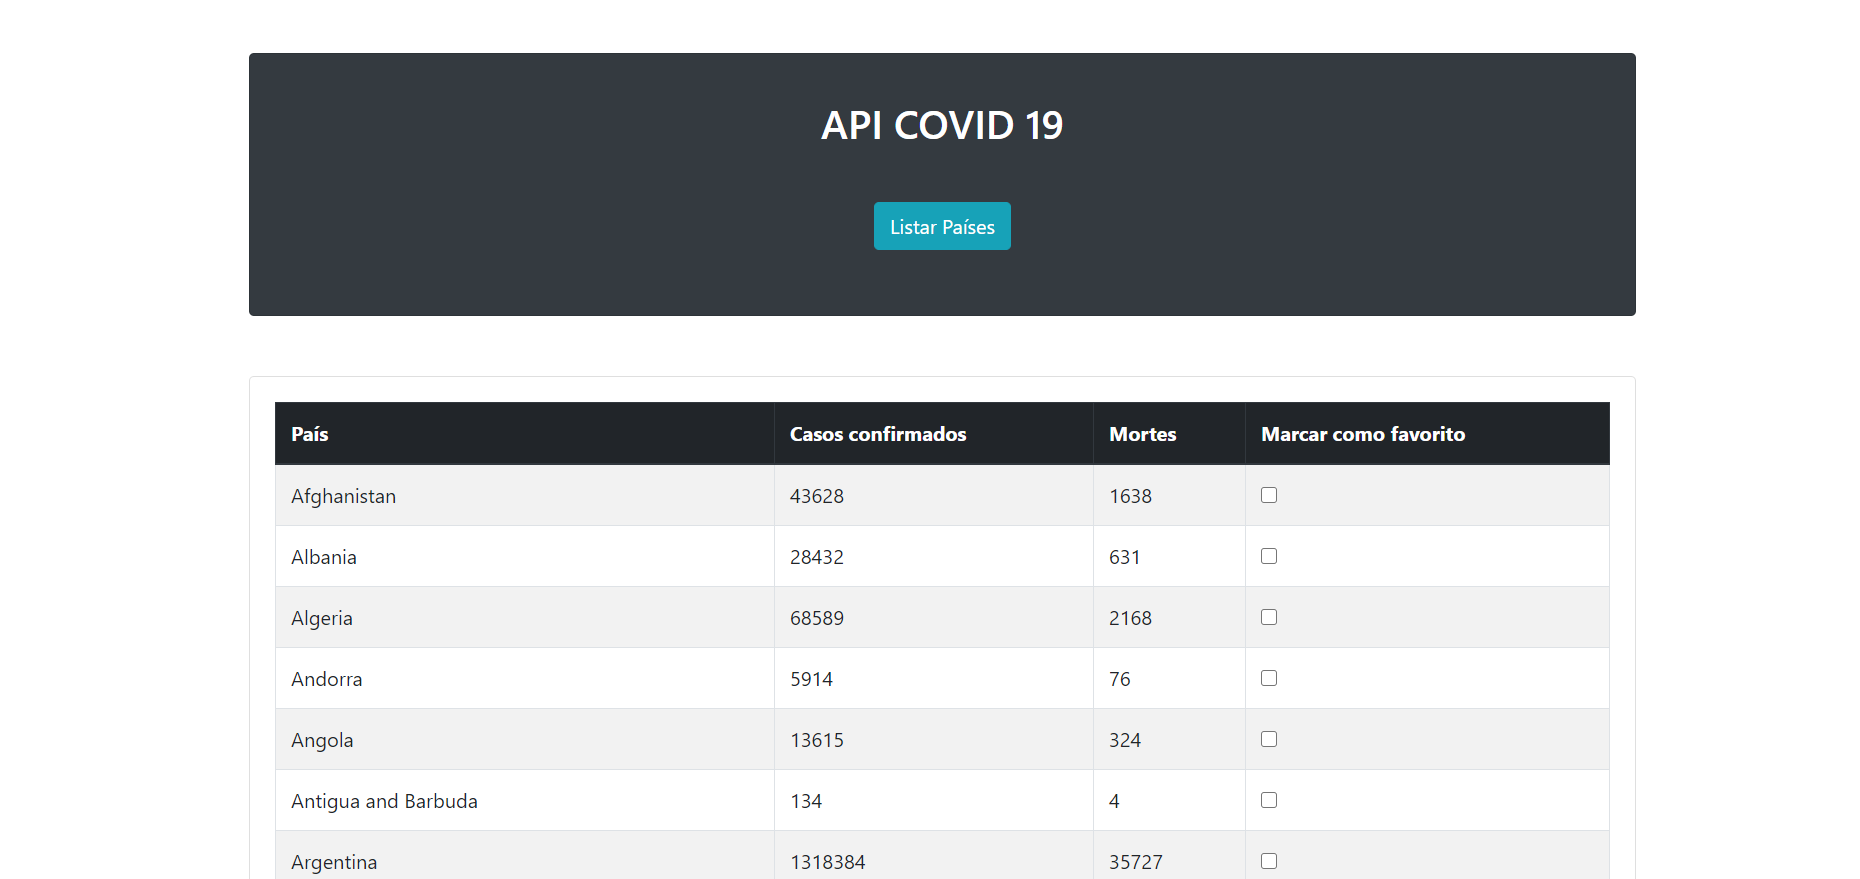 API COVID 19
Listar Países
País Casos confirmados Mortes Marcar como favorito
Afghanistan 43628 1638
Albania 28432 631
Algeria 68589 2168
Andorra 5914 76
Angola 13615 324
Antigua and Barbuda 134 4
Argentina 1318384 35727